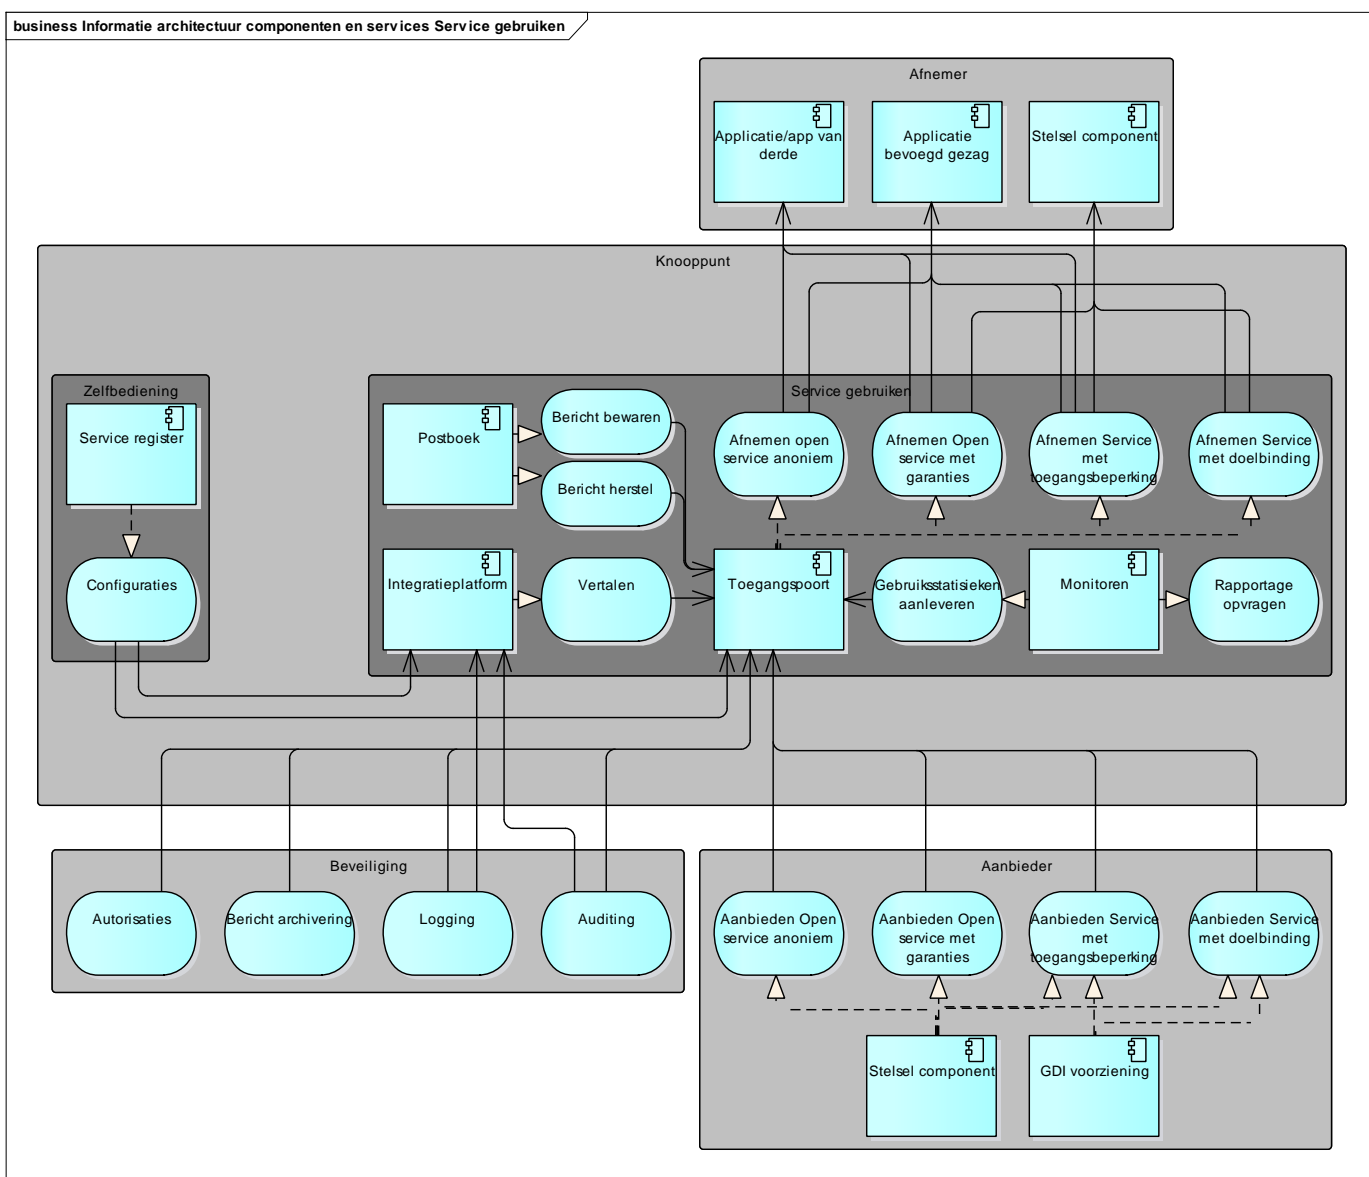 business Informatie architectuur componenten en services Service gebruiken
Afnemer
Applicatie/app van
derde
Applicatie
bevoegd gezag
Stelsel component
Knooppunt
Zelfbediening
Service register
Configuraties
Service gebruiken
Postboek
Bericht bewaren
Bericht herstel
Afnemen open
service anoniem
Afnemen Open
service met
garanties
Afnemen Service
met
toegangsbeperking
Afnemen Service
met doelbinding
Integratieplatform
Vertalen
Toegangspoort
Gebruiksstatisieken
aanleveren
Monitoren
Rapportage
opvragen
Beveiliging
Autorisaties
Bericht archivering
Logging
Auditing
Aanbieder
Aanbieden Open
service anoniem
Aanbieden Open
service met
garanties
Aanbieden Service
met
toegangsbeperking
Aanbieden Service
met doelbinding
Stelsel component
GDI voorziening